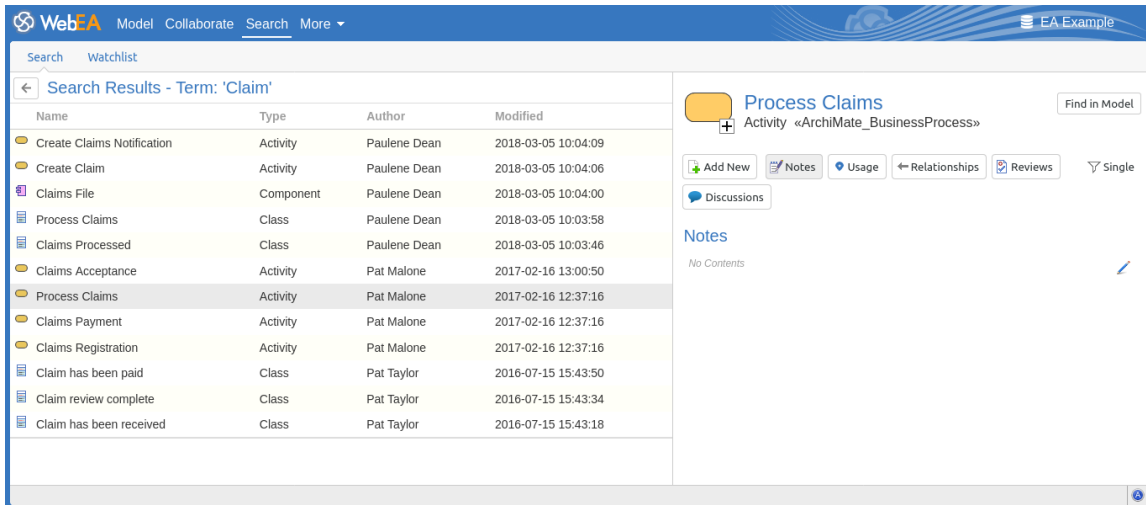 WebEA Model Collaborate Search More EA Example
Search Watchlist
Search Results - Term: 'Claim'
Name Type Author Modified
Create Claims Notification Activity Paulene Dean 2018-03-05 10:04:09
Create Claim Activity Paulene Dean 2018-03-05 10:04:06
Claims File Component Paulene Dean 2018-03-05 10:04:00
Process Claims Class Paulene Dean 2018-03-05 10:03:58
Claims Processed Class Paulene Dean 2018-03-05 10:03:46
Claims Acceptance Activity Pat Malone 2017-02-16 13:00:50
Process Claims Activity Pat Malone 2017-02-16 12:37:16
Claims Payment Activity Pat Malone 2017-02-16 12:37:16
Claims Registration Activity Pat Malone 2017-02-16 12:37:16
Claim has been paid Class Pat Taylor 2016-07-15 15:43:50
Claim review complete Class Pat Taylor 2016-07-15 15:43:34
Claim has been received Class Pat Taylor 2016-07-15 15:43:18
Process Claims Find in Model
Activity «ArchiMate_BusinessProcess»
Add New Notes Usage Relationships Reviews Single
Discussions
Notes
No Contents